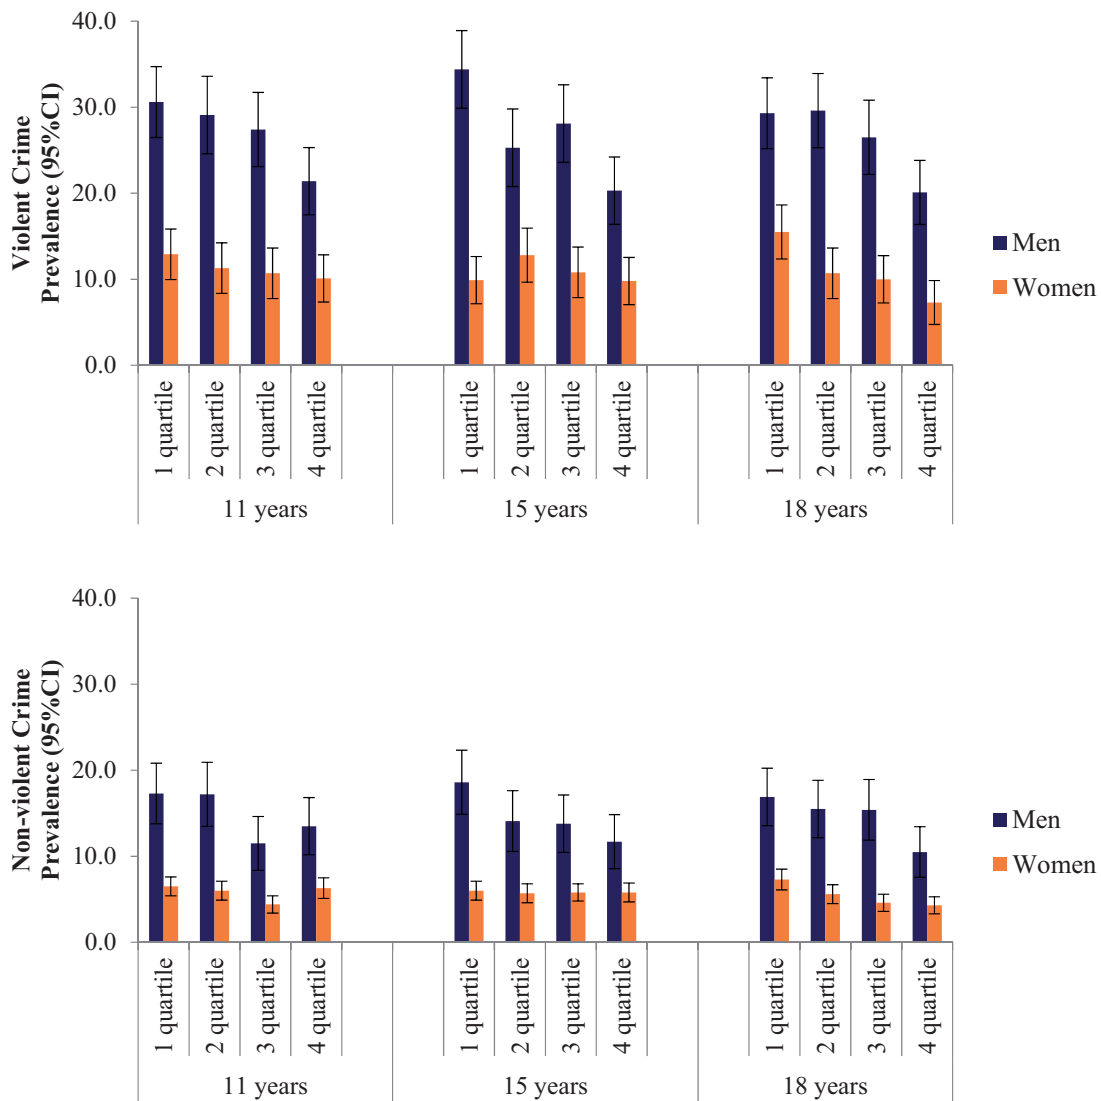 Violent Crime
Prevalence (95%CI)
40.0
30.0
20.0
10.0
0.0
1 quartile
2 quartile
3 quartile
4 quartile
1 quartile
2 quartile
3 quartile
4 quartile
1 quartile
2 quartile
3 quartile
4 quartile
11 years
15 years
18 years
Men
Women
Non-violent Crime
Prevalence (95%CI)
40.0
30.0
20.0
10.0
0.0
1 quartile
2 quartile
3 quartile
4 quartile
1 quartile
2 quartile
3 quartile
4 quartile
1 quartile
2 quartile
3 quartile
4 quartile
11 years
15 years
18 years
Men
Women